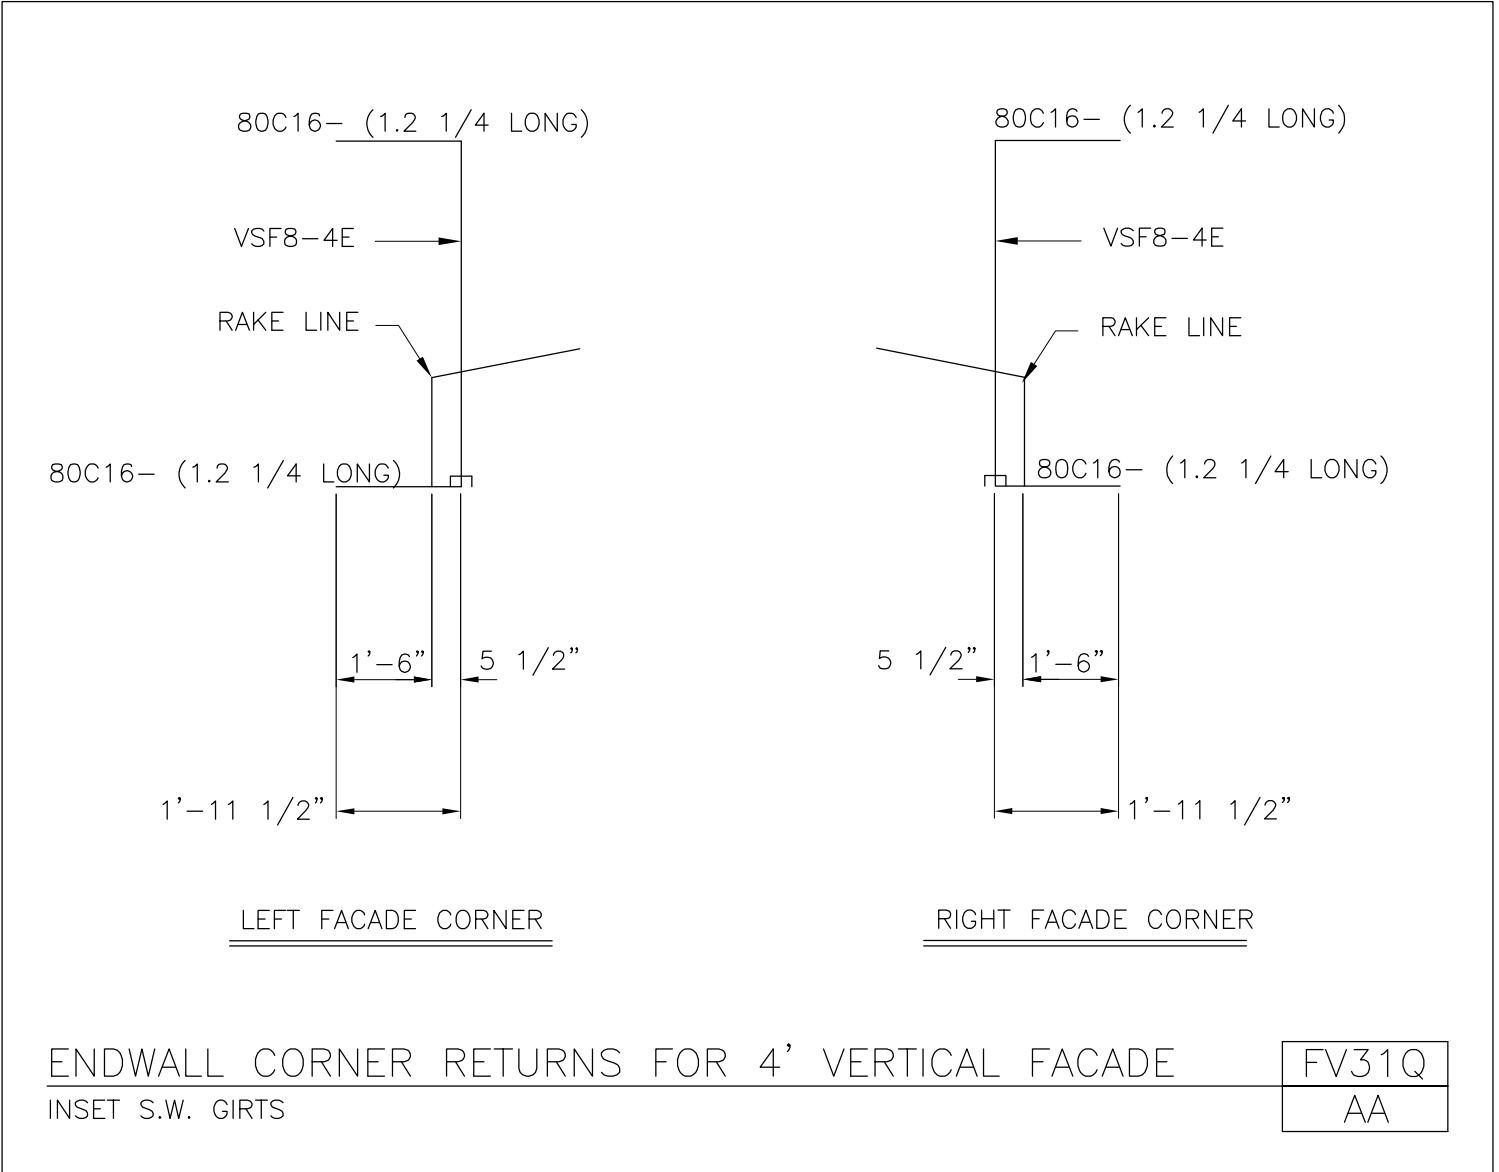 80C16- (1.2 1/4 LONG)
VSF8-4E
RAKE LINE
80C16- (1.2 1/4 LONG)
1'-6"
5 1/2"
1'-11 1/2"
LEFT FACADE CORNER
80C16- (1.2 1/4 LONG)
VSF8-4E
RAKE LINE
80C16- (1.2 1/4 LONG)
5 1/2"
1'-6"
1'-11 1/2"
RIGHT FACADE CORNER
ENDWALL CORNER RETURNS FOR 4' VERTICAL FACADE
INSET S.W. GIRTS
FV31Q
AA